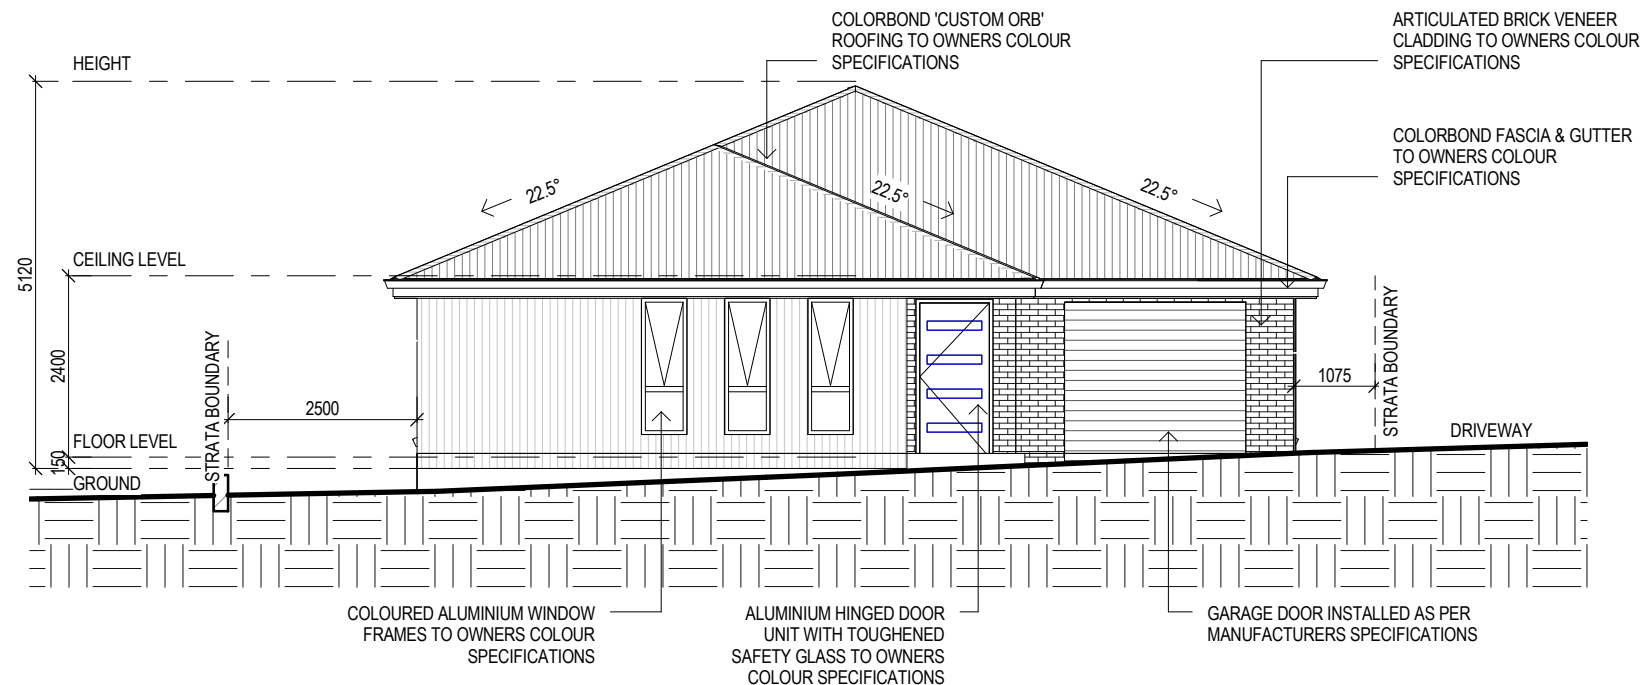 COLORBOND 'CUSTOM ORB'
ROOFING TO OWNERS COLOUR
SPECIFICATIONS
ARTICULATED BRICK VENEER
CLADDING TO OWNERS COLOUR
SPECIFICATIONS
HEIGHT
COLORBOND FASCIA & GUTTER
TO OWNERS COLOUR
SPECIFICATIONS
22.5°
22.5°
22.5°
CEILING LEVEL
5120
2400
150
STRATA BOUNDARY
2500
1075
STRATA BOUNDARY
FLOOR LEVEL
DRIVEWAY
GROUND
COLOURED ALUMINIUM WINDOW
FRAMES TO OWNERS COLOUR
SPECIFICATIONS
ALUMINIUM HINGED DOOR
UNIT WITH TOUGHENED
SAFETY GLASS TO OWNERS
COLOUR SPECIFICATIONS
GARAGE DOOR INSTALLED AS PER
MANUFACTURERS SPECIFICATIONS